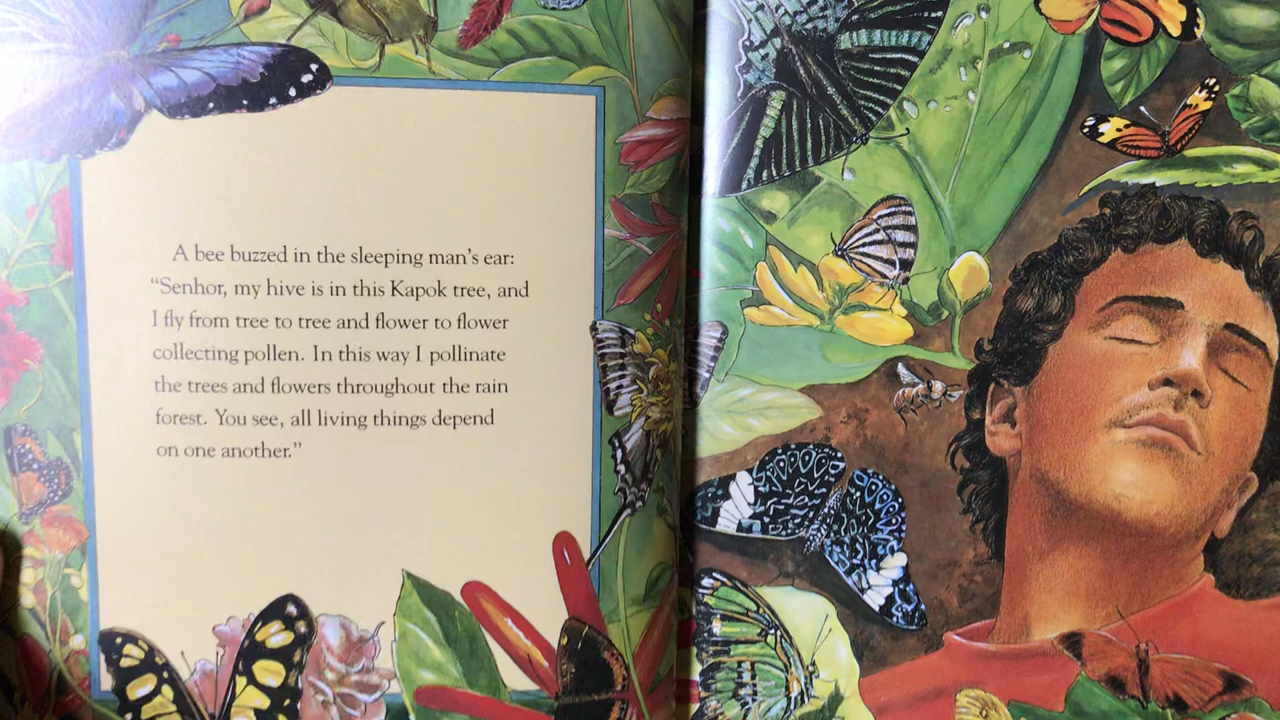 A bee buzzed in the sleeping man's ear:
“Senhor, my hive is in this Kapok tree, and
I fly from tree to tree and flower to flower
collecting pollen. In this way I pollinate
the trees and flowers throughout the rain
forest. You see, all living things depend
on one another.”